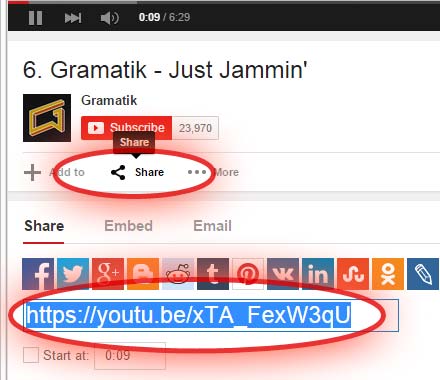 0:09 / 6:29
6. Gramatik - Just Jammin'
Gramatik
Subscribe 23,970
Share
Add to Share More
Share Embed Email
https://youtu.be/xTA_FexW3qU
Start at: 0:09